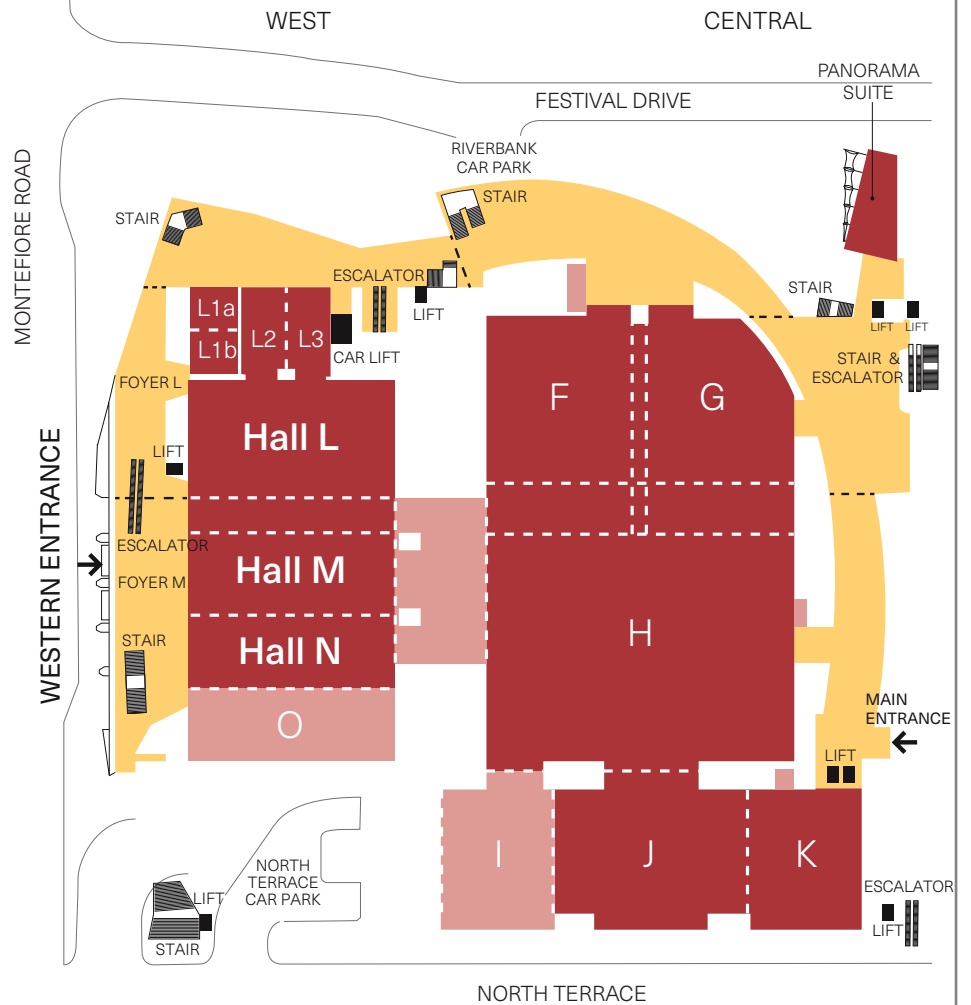 WEST
CENTRAL
PANORAMA
SUITE
FESTIVAL DRIVE
RIVERBANK
CAR PARK
MONTEFIORE ROAD
STAIR
STAIR
ESCALATOR
LIFT
STAIR
LIFT
LIFT
L1a
L1b
L2
L3
CAR LIFT
STAIR &
ESCALATOR
FOYER L
F
G
Hall L
LIFT
WESTERN ENTRANCE
ESCALATOR
FOYER M
Hall M
H
STAIR
Hall N
O
MAIN
ENTRANCE
LIFT
I
J
K
NORTH
TERRACE
CAR PARK
LIFT
STAIR
ESCALATOR
LIFT
NORTH TERRACE